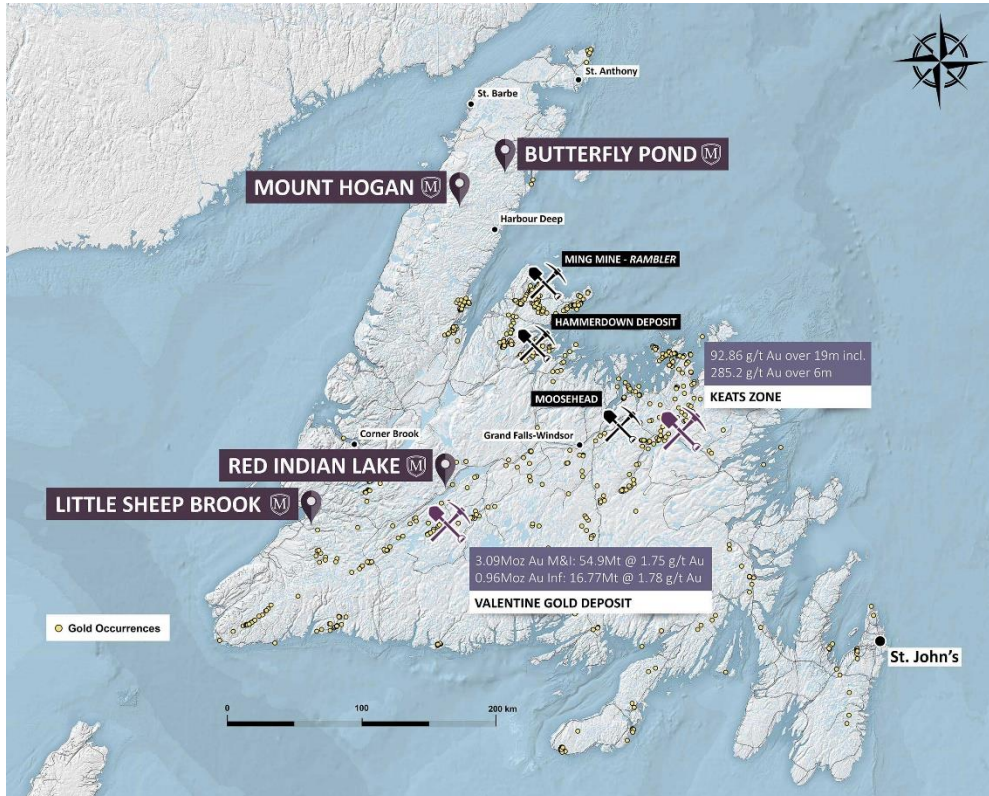 St. Anthony
St. Barbe
BUTTERFLY POND M
MOUNT HOGAN M
Harbour Deep
MING MINE - RAMBLER
HAMMERDOWN DEPOSIT
92.86 g/t Au over 19m incl.
285.2 g/t Au over 6m
KEATS ZONE
MOOSEHEAD
Corner Brook
Grand Falls-Windsor
RED INDIAN LAKE M
LITTLE SHEEP BROOK M
3.09Moz Au M&I: 54.9Mt @ 1.75 g/t Au
0.96Moz Au Inf: 16.77Mt @ 1.78 g/t Au
VALENTINE GOLD DEPOSIT
Gold Occurrences
St. John's
0 100 200 km